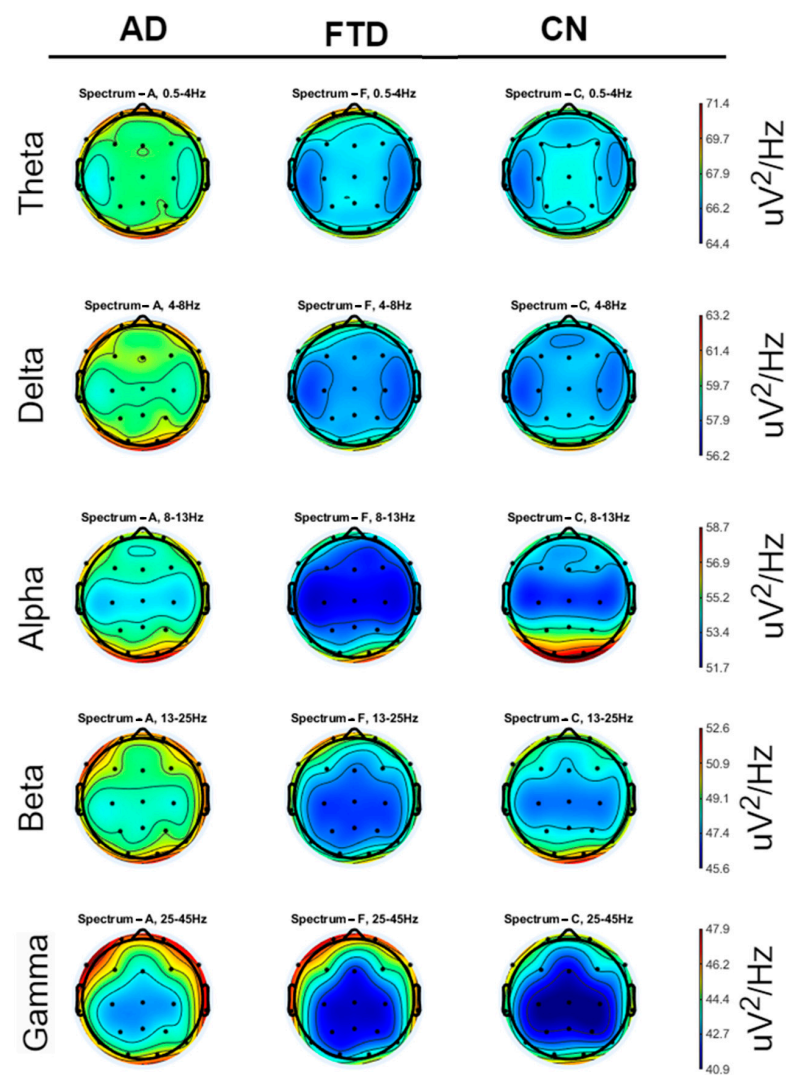 AD FTD CN
Theta
Spectrum – A, 0.5-4Hz Spectrum – F, 0.5-4Hz Spectrum – C, 0.5-4Hz
71.4
69.7
67.9
66.2
64.4
uV²/Hz
Delta
Spectrum – A, 4-8Hz Spectrum – F, 4-8Hz Spectrum – C, 4-8Hz
63.2
61.4
59.7
57.9
56.2
uV²/Hz
Alpha
Spectrum – A, 8-13Hz Spectrum – F, 8-13Hz Spectrum – C, 8-13Hz
58.7
56.9
55.2
53.4
51.7
uV²/Hz
Beta
Spectrum – A, 13-25Hz Spectrum – F, 13-25Hz Spectrum – C, 13-25Hz
52.6
50.9
49.1
47.4
45.6
uV²/Hz
Gamma
Spectrum – A, 25-45Hz Spectrum – F, 25-45Hz Spectrum – C, 25-45Hz
47.9
46.2
44.4
42.7
40.9
uV²/Hz